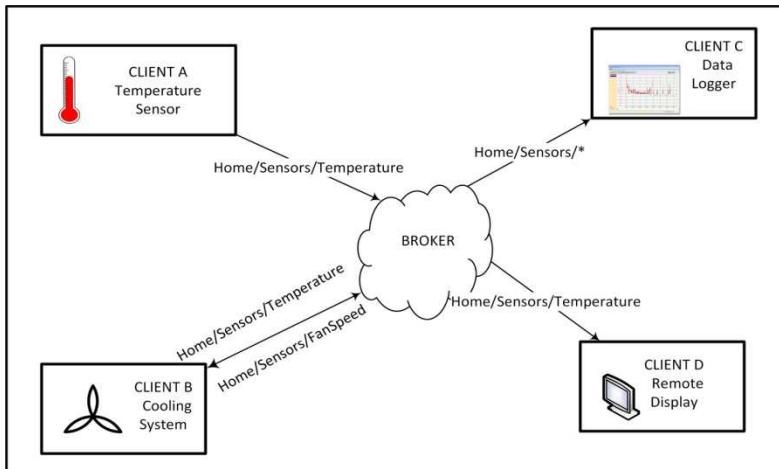 CLIENT A
Temperature
Sensor
CLIENT C
Data
Logger
Home/Sensors/Temperature
Home/Sensors/*
BROKER
Home/Sensors/Temperature
Home/Sensors/FanSpeed
Home/Sensors/Temperature
CLIENT B
Cooling
System
CLIENT D
Remote
Display